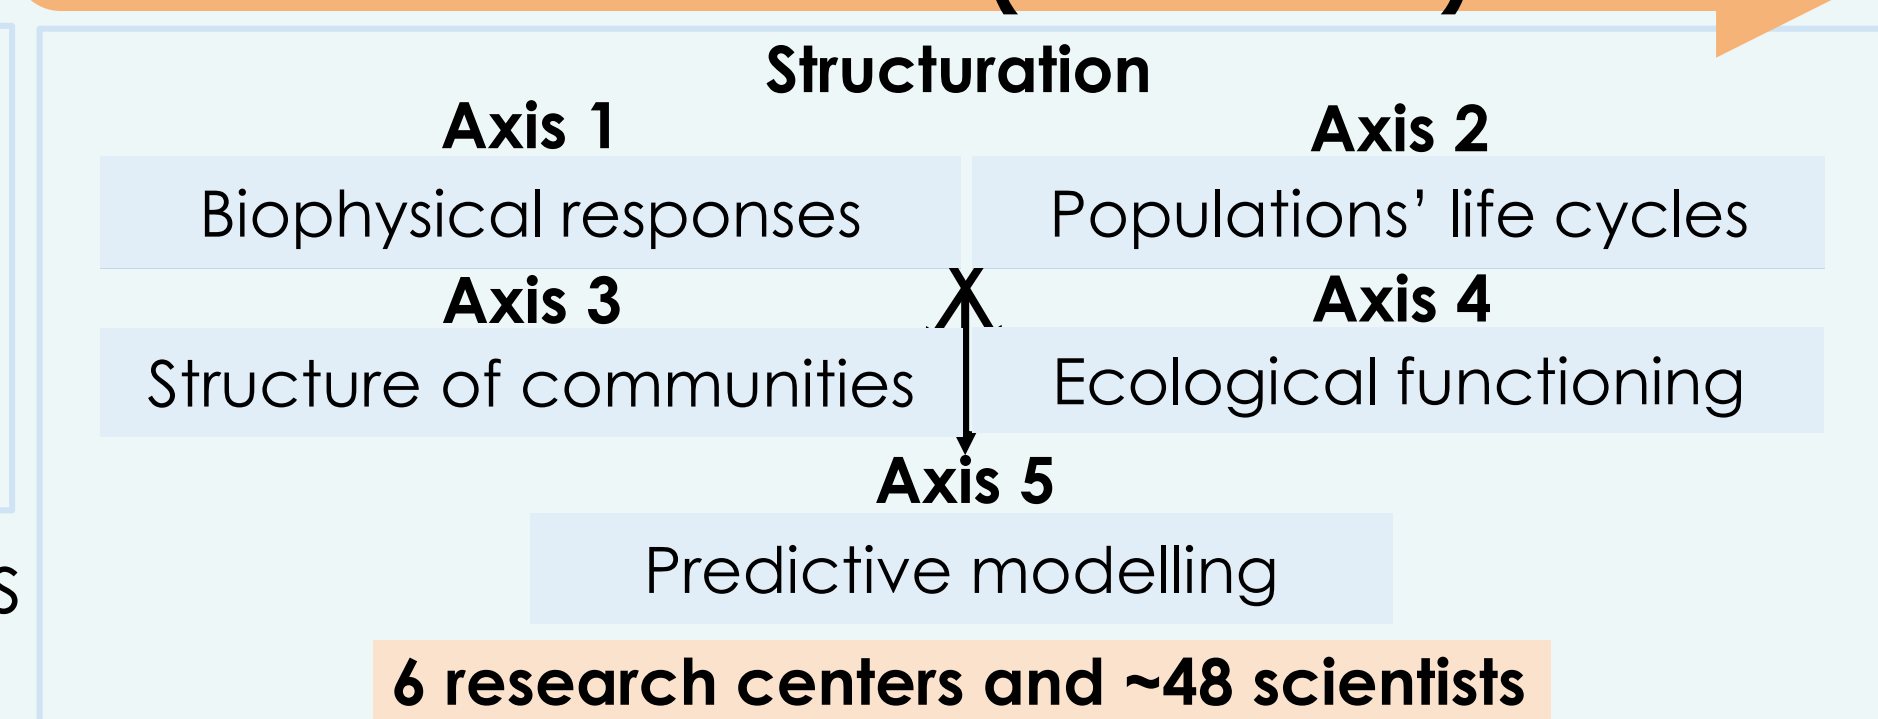 Structuration
Axis 1
Axis 2
Biophysical responses
Populations’ life cycles
Axis 3
Axis 4
Structure of communities
Ecological functioning
Axis 5
Predictive modelling
6 research centers and ~48 scientists